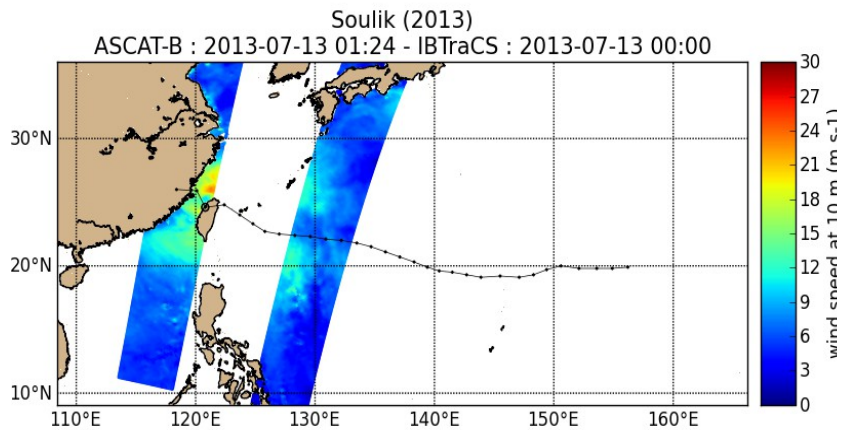 Soulik (2013)
ASCAT-B : 2013-07-13 01:24 - IBTraCS : 2013-07-13 00:00
30
27
24
21
18
15
12
9
6
3
0
wind speed at 10 m (m s-1)
30°N
20°N
10°N
110°E 120°E 130°E 140°E 150°E 160°E